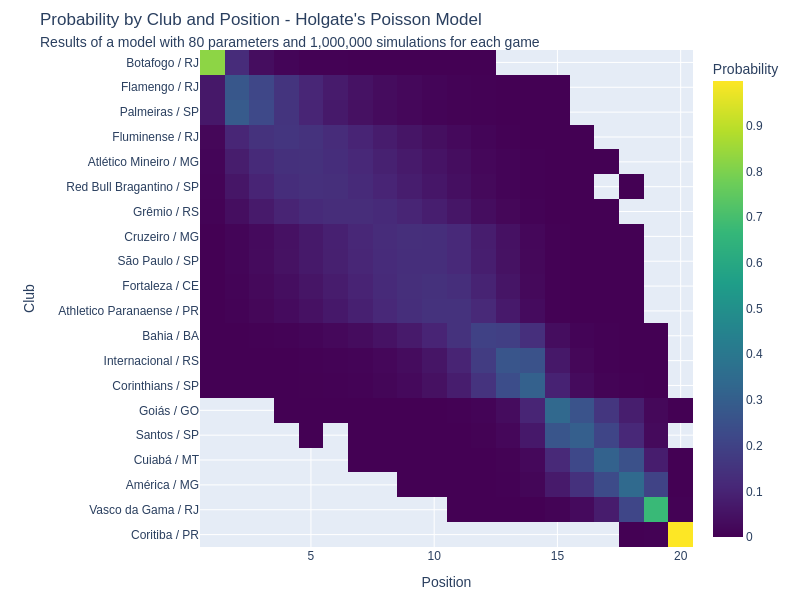 Probability by Club and Position - Holgate's Poisson Model
Results of a model with 80 parameters and 1,000,000 simulations for each game
Probability
Botafogo / RJ
Flamengo / RJ
Palmeiras / SP
Fluminense / RJ
Atlético Mineiro / MG
Red Bull Bragantino / SP
Grêmio / RS
Cruzeiro / MG
São Paulo / SP
Fortaleza / CE
Athletico Paranaense / PR
Bahia / BA
Internacional / RS
Corinthians / SP
Goiás / GO
Santos / SP
Cuiabá / MT
América / MG
Vasco da Gama / RJ
Coritiba / PR
Club
5
10
15
20
Position
0.9
0.8
0.7
0.6
0.5
0.4
0.3
0.2
0.1
0